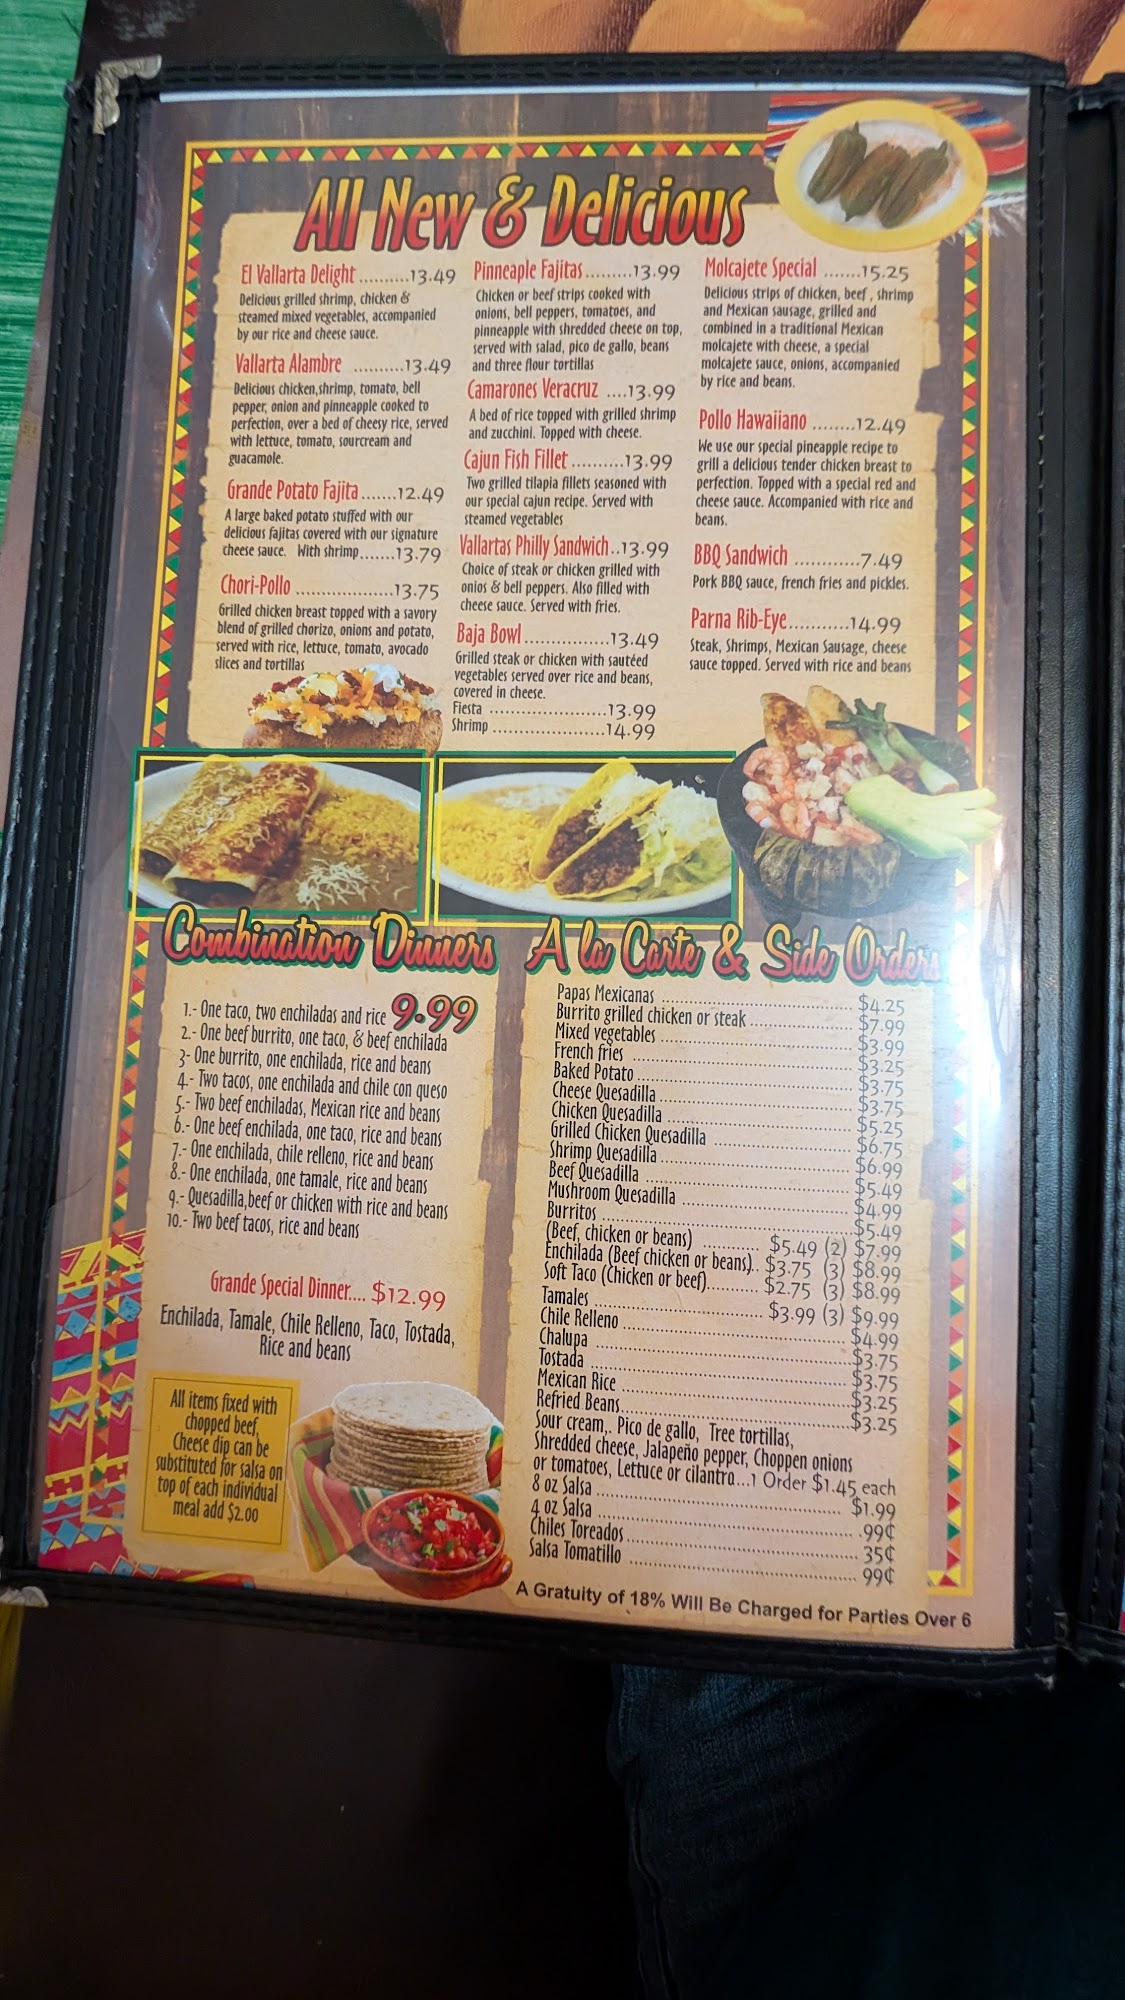 All New & Delicious
El Vallarta Delight ..........13.49
Delicious grilled shrimp, chicken &
steamed mixed vegetables, accompanied
by our rice and cheese sauce.
Vallarta Alambre ..........13.49
Delicious chicken,shrimp, tomato, bell
pepper, onion and pinneapple cooked to
perfection, over a bed of cheesy rice, served
with lettuce, tomato, sourcream and
guacamole.
Grande Potato Fajita.......12.49
A large baked potato stuffed with our
delicious fajitas covered with our signature
cheese sauce. With shrimp.......13.79
Chori-Pollo ....................13.75
Grilled chicken breast topped with a savory
blend of grilled chorizo, onions and potato,
served with rice, lettuce, tomato, avocado
slices and tortillas
Pinneaple Fajitas.........13.99
Chicken or beef strips cooked with
onions, bell peppers, tomatoes, and
pinneapple with shredded cheese on top,
served with salad, pico de gallo, beans
and three flour tortillas
Camarones Veracruz ....13.99
A bed of rice topped with grilled shrimp
and zucchini. Topped with cheese.
Cajun Fish Fillet ..........13.99
Two grilled tilapia fillets seasoned with
our special cajun recipe. Served with
steamed vegetables
Vallartas Philly Sandwich..13.99
Choice of steak or chicken grilled with
onios & bell peppers. Also filled with
cheese sauce. Served with fries.
Baja Bowl.................13.49
Grilled steak or chicken with sautéed
vegetables served over rice and beans,
covered in cheese.
Fiesta .......................13.99
Shrimp ......................14.99
Molcajete Special .......15.25
Delicious strips of chicken, beef , shrimp
and Mexican sausage, grilled and
combined in a traditional Mexican
molcajete with cheese, a special
molcajete sauce, onions, accompanied
by rice and beans.
Pollo Hawaiiano ........12.49
We use our special pineapple recipe to
grill a delicious tender chicken breast to
perfection. Topped with a special red and
cheese sauce. Accompanied with rice and
beans.
BBQ Sandwich .............7.49
Pork BBQ sauce, french fries and pickles.
Parna Rib-Eye............14.99
Steak, Shrimps, Mexican Sausage, cheese
sauce topped. Served with rice and beans
Combination Dinners
9.99
1.- One taco, two enchiladas and rice
2.- One beef burrito, one taco, & beef enchilada
3- One burrito, one enchilada, rice and beans
4.- Two tacos, one enchilada and chile con queso
5.- Two beef enchiladas, Mexican rice and beans
6.- One beef enchilada, one taco, rice and beans
7.- One enchilada, chile relleno, rice and beans
8.- One enchilada, one tamale, rice and beans
9.- Quesadilla,beef or chicken with rice and beans
10.- Two beef tacos, rice and beans
Grande Special Dinner.... $12.99
Enchilada, Tamale, Chile Relleno, Taco, Tostada,
Rice and beans
All items fixed with
chopped beef,
Cheese dip can be
substituted for salsa on
top of each individual
meal add $2.00
A la Carte & Side Orders
Papas Mexicanas ........ $4.25
Burrito grilled chicken or steak ........ $7.99
Mixed vegetables ........ $3.99
French fries ........ $3.25
Baked Potato ........ $3.75
Cheese Quesadilla ........ $3.75
Chicken Quesadilla ........ $5.25
Grilled Chicken Quesadilla ........ $6.75
Shrimp Quesadilla ........ $6.99
Beef Quesadilla ........ $5.49
Mushroom Quesadilla ........ $4.99
Burritos ........ $5.49
(Beef, chicken or beans) ........ $5.49 (2) $7.99
Enchilada (Beef chicken or beans).. $3.75 (3) $8.99
Soft Taco (Chicken or beef)........ $2.75 (3) $8.99
Tamales ........ $3.99 (3) $9.99
Chile Relleno ........ $4.99
Chalupa ........ $3.75
Tostada ........ $3.75
Mexican Rice ........ $3.25
Refried Beans........ $3.25
Sour cream,. Pico de gallo, Tree tortillas,
Shredded cheese, Jalapeño pepper, Choppen onions
or tomatoes, Lettuce or cilantro...1 Order $1.45 each
8 oz Salsa ........ $1.99
4 oz Salsa ........ .99¢
Chiles Toreados........ 35¢
Salsa Tomatillo ........ 99¢
A Gratuity of 18% Will Be Charged for Parties Over 6